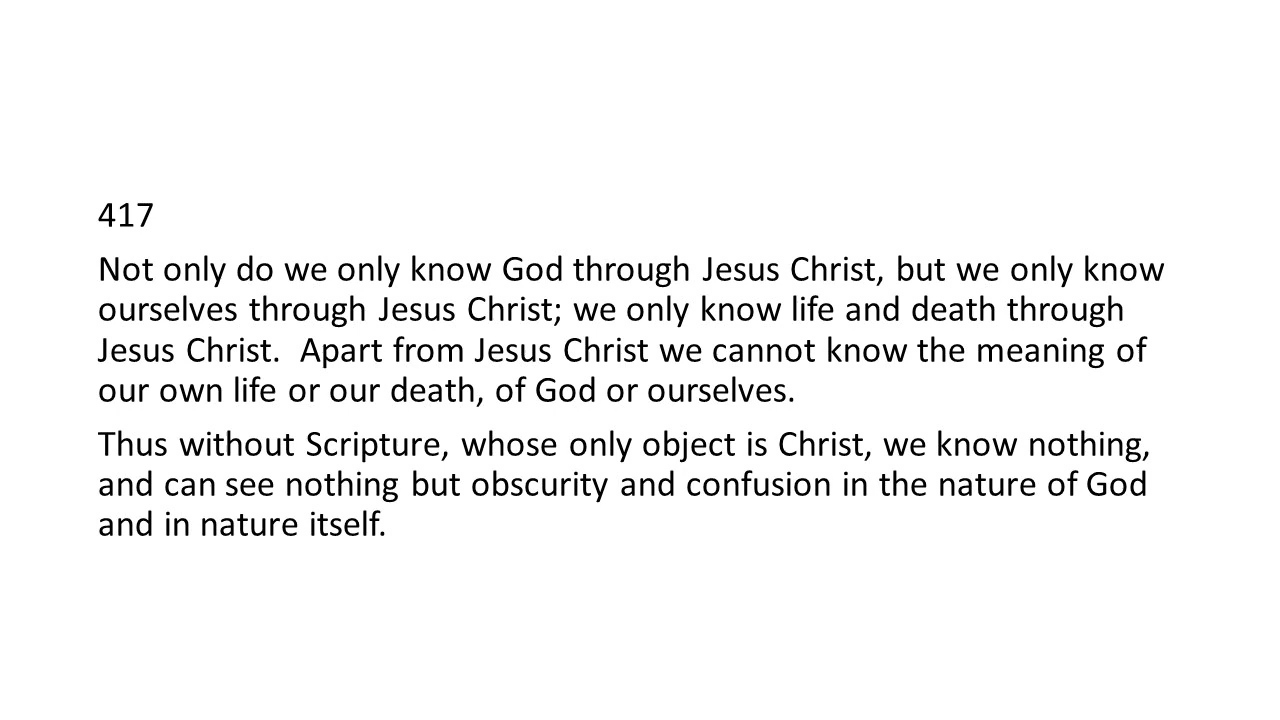 417
Not only do we only know God through Jesus Christ, but we only know
ourselves through Jesus Christ; we only know life and death through
Jesus Christ.  Apart from Jesus Christ we cannot know the meaning of
our own life or our death, of God or ourselves.
Thus without Scripture, whose only object is Christ, we know nothing,
and can see nothing but obscurity and confusion in the nature of God
and in nature itself.